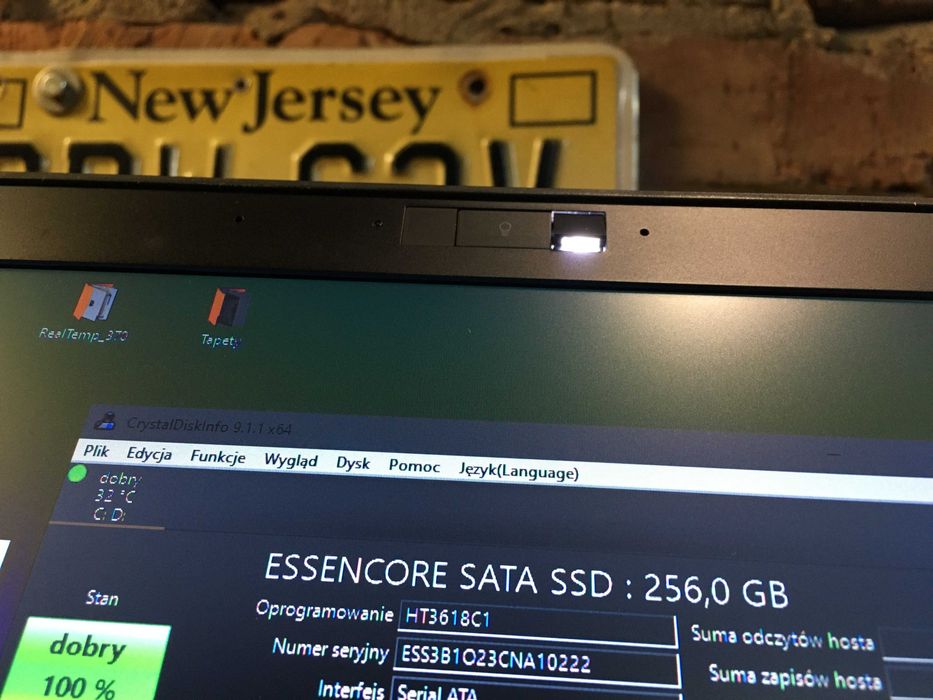 New Jersey
RealTemp_370
Tapety
CrystalDiskInfo 9.1.1 x64
Plik Edycja Funkcje Wygląd Dysk Pomoc Język(Language)
dobry
32 °C
C: D:
ESSENCORE SATA SSD : 256,0 GB
Stan
Oprogramowanie HT3618C1 Suma odczytów hosta
dobry
100 %
Numer seryjny ESS3B1O23CNA10222 Suma zapisów hosta
Interfejs Serial ATA